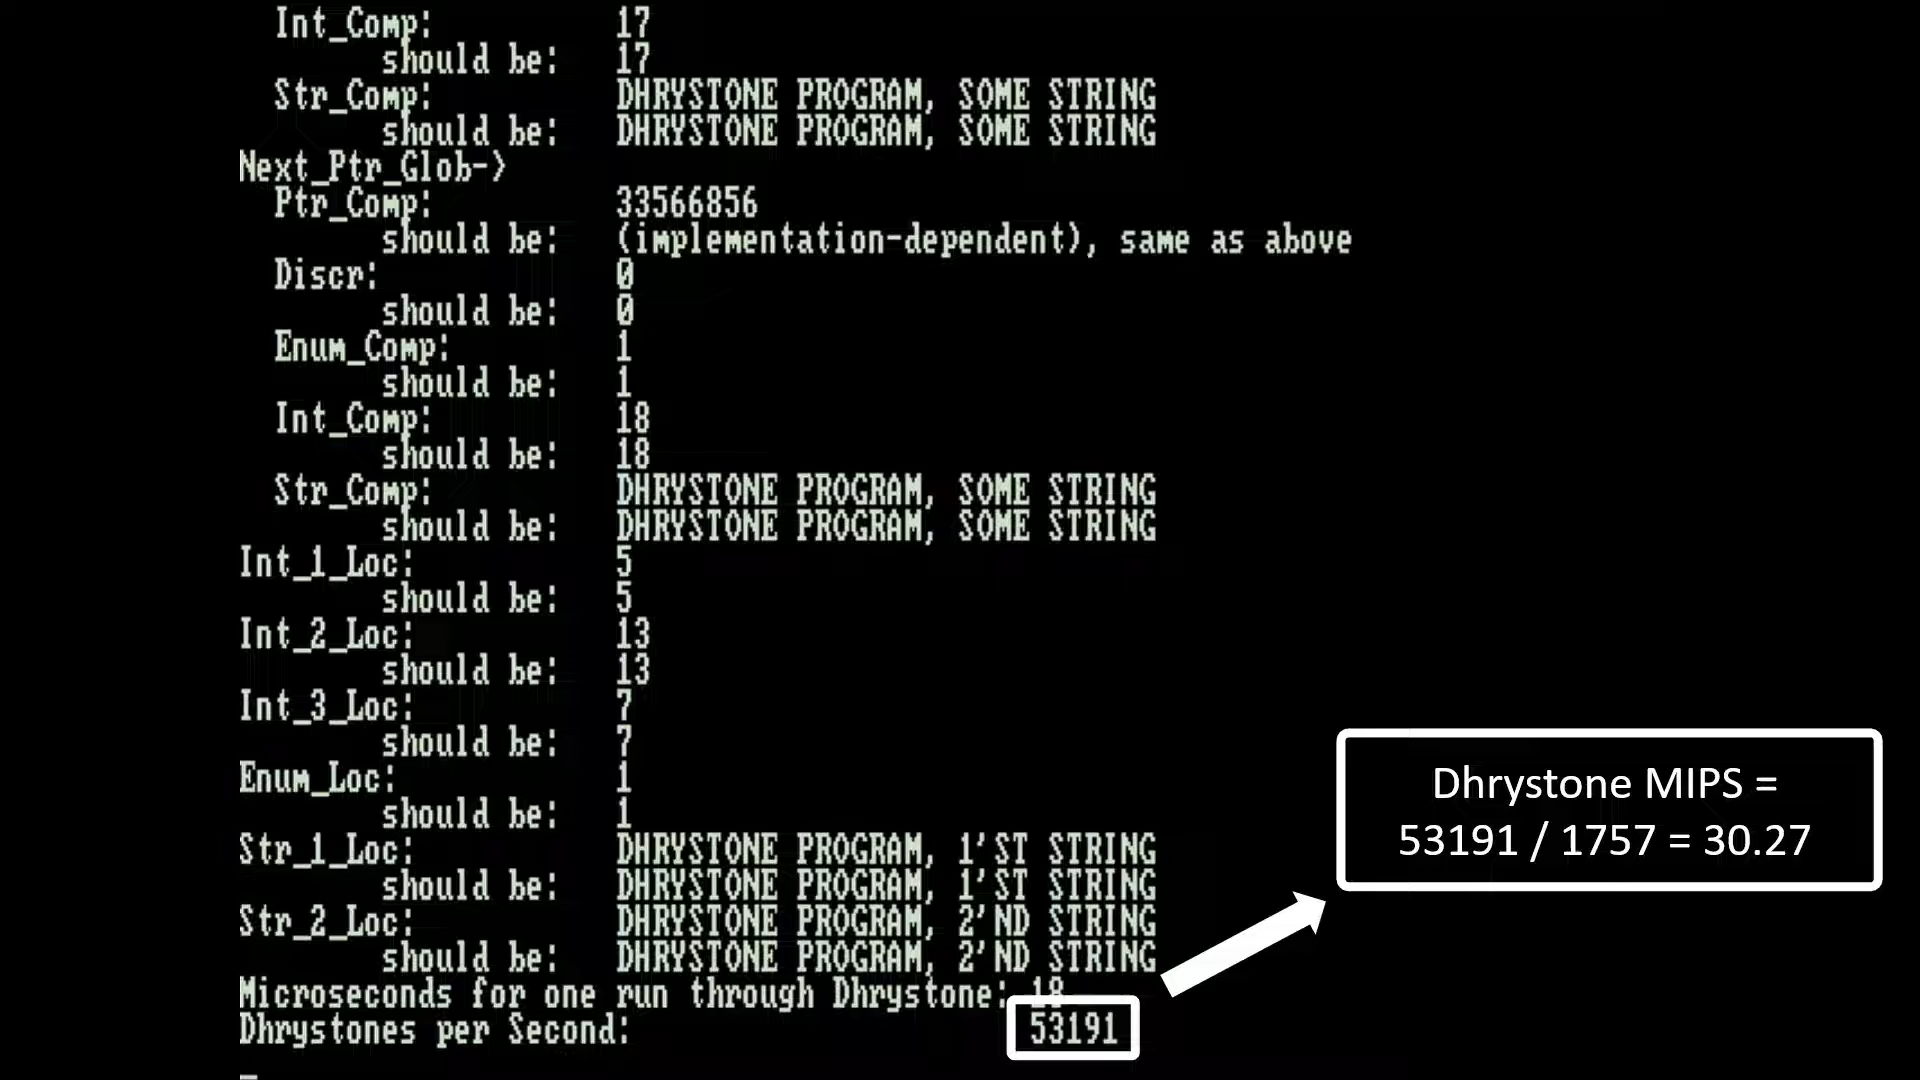 Int_Comp: 17
should be: 17
Str_Comp: DHRYSTONE PROGRAM, SOME STRING
should be: DHRYSTONE PROGRAM, SOME STRING
Next_Ptr_Glob->
Ptr_Comp: 33566856
should be: (implementation-dependent), same as above
Discr: 0
should be: 0
Enum_Comp: 1
should be: 1
Int_Comp: 18
should be: 18
Str_Comp: DHRYSTONE PROGRAM, SOME STRING
should be: DHRYSTONE PROGRAM, SOME STRING
Int_1_Loc: 5
should be: 5
Int_2_Loc: 13
should be: 13
Int_3_Loc: 7
should be: 7
Enum_Loc: 1
should be: 1
Str_1_Loc: DHRYSTONE PROGRAM, 1'ST STRING
should be: DHRYSTONE PROGRAM, 1'ST STRING
Str_2_Loc: DHRYSTONE PROGRAM, 2'ND STRING
should be: DHRYSTONE PROGRAM, 2'ND STRING
Microseconds for one run through Dhrystone: 18
Dhrystones per Second: 53191
Dhrystone MIPS =
53191 / 1757 = 30.27